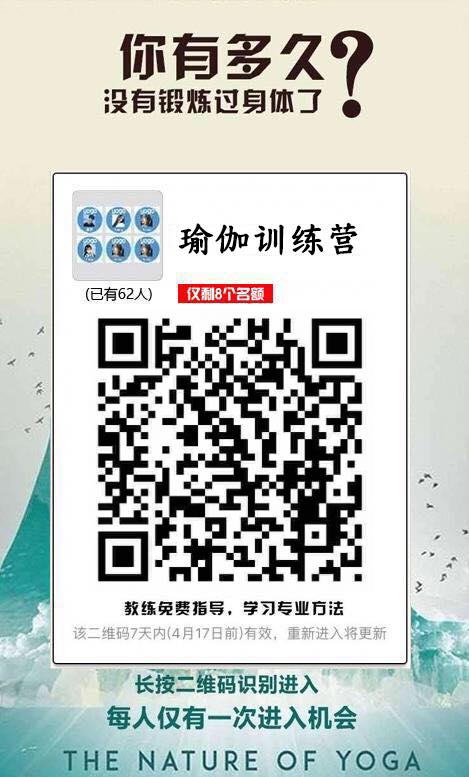 你有多久?
没有锻炼过身体了
瑜伽训练营
(已有62人)
仅剩8个名额
教练免费指导，学习专业方法
该二维码7天内(4月17日前)有效，重新进入将更新
长按二维码识别进入
每人仅有一次进入机会
THE NATURE OF YOGA